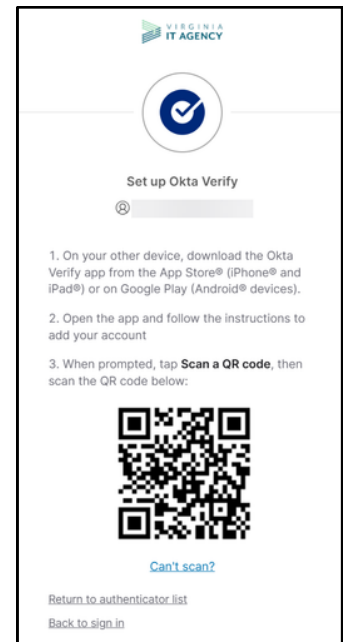 VIRGINIA
IT AGENCY
Set up Okta Verify
1. On your other device, download the Okta
Verify app from the App Store® (iPhone® and
iPad®) or on Google Play (Android® devices).
2. Open the app and follow the instructions to
add your account
3. When prompted, tap Scan a QR code, then
scan the QR code below:
Can't scan?
Return to authenticator list
Back to sign in